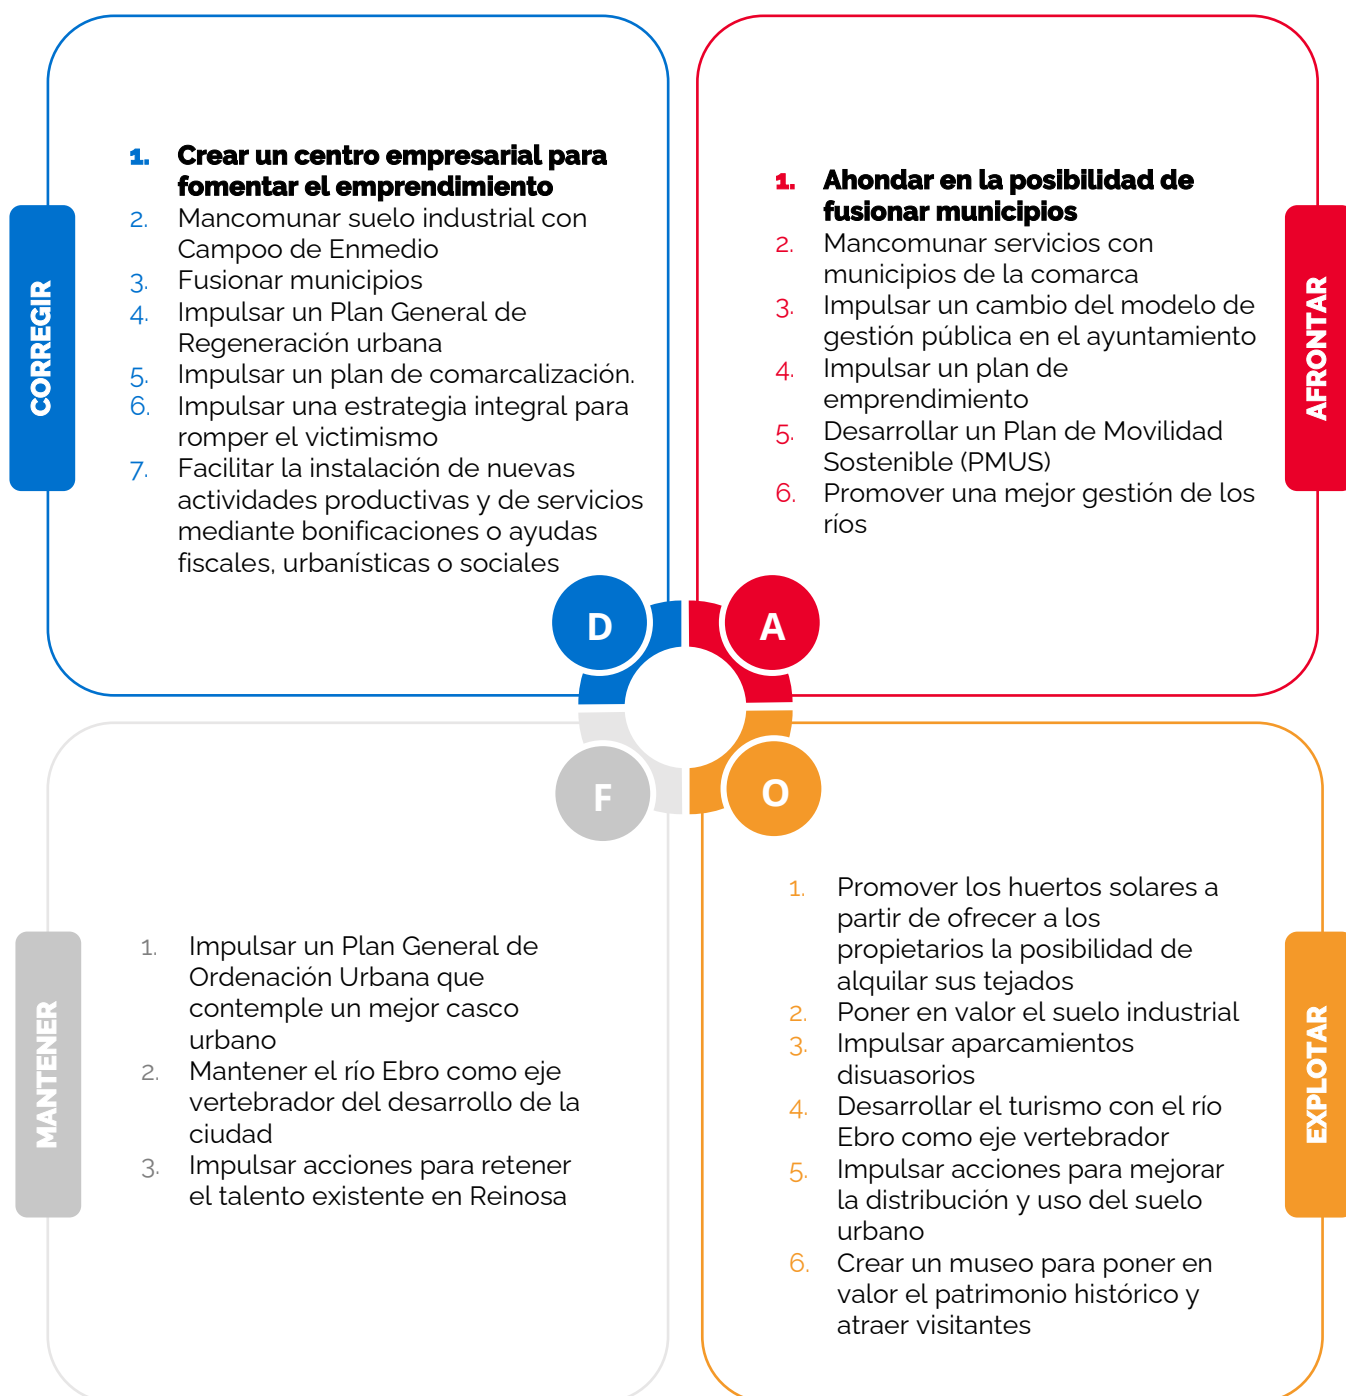 CORREGIR
1. Crear un centro empresarial para
fomentar el emprendimiento
2. Mancomunar suelo industrial con
Campoo de Enmedio
3. Fusionar municipios
4. Impulsar un Plan General de
Regeneración urbana
5. Impulsar un plan de comarcalización.
6. Impulsar una estrategia integral para
romper el victimismo
7. Facilitar la instalación de nuevas
actividades productivas y de servicios
mediante bonificaciones o ayudas
fiscales, urbanísticas o sociales
D
AFRONTAR
1. Ahondar en la posibilidad de
fusionar municipios
2. Mancomunar servicios con
municipios de la comarca
3. Impulsar un cambio del modelo de
gestión pública en el ayuntamiento
4. Impulsar un plan de
emprendimiento
5. Desarrollar un Plan de Movilidad
Sostenible (PMUS)
6. Promover una mejor gestión de los
ríos
A
F
MANTENER
1. Impulsar un Plan General de
Ordenación Urbana que
contemple un mejor casco
urbano
2. Mantener el río Ebro como eje
vertebrador del desarrollo de la
ciudad
3. Impulsar acciones para retener
el talento existente en Reinosa
O
EXPLOTAR
1. Promover los huertos solares a
partir de ofrecer a los
propietarios la posibilidad de
alquilar sus tejados
2. Poner en valor el suelo industrial
3. Impulsar aparcamientos
disuasorios
4. Desarrollar el turismo con el río
Ebro como eje vertebrador
5. Impulsar acciones para mejorar
la distribución y uso del suelo
urbano
6. Crear un museo para poner en
valor el patrimonio histórico y
atraer visitantes